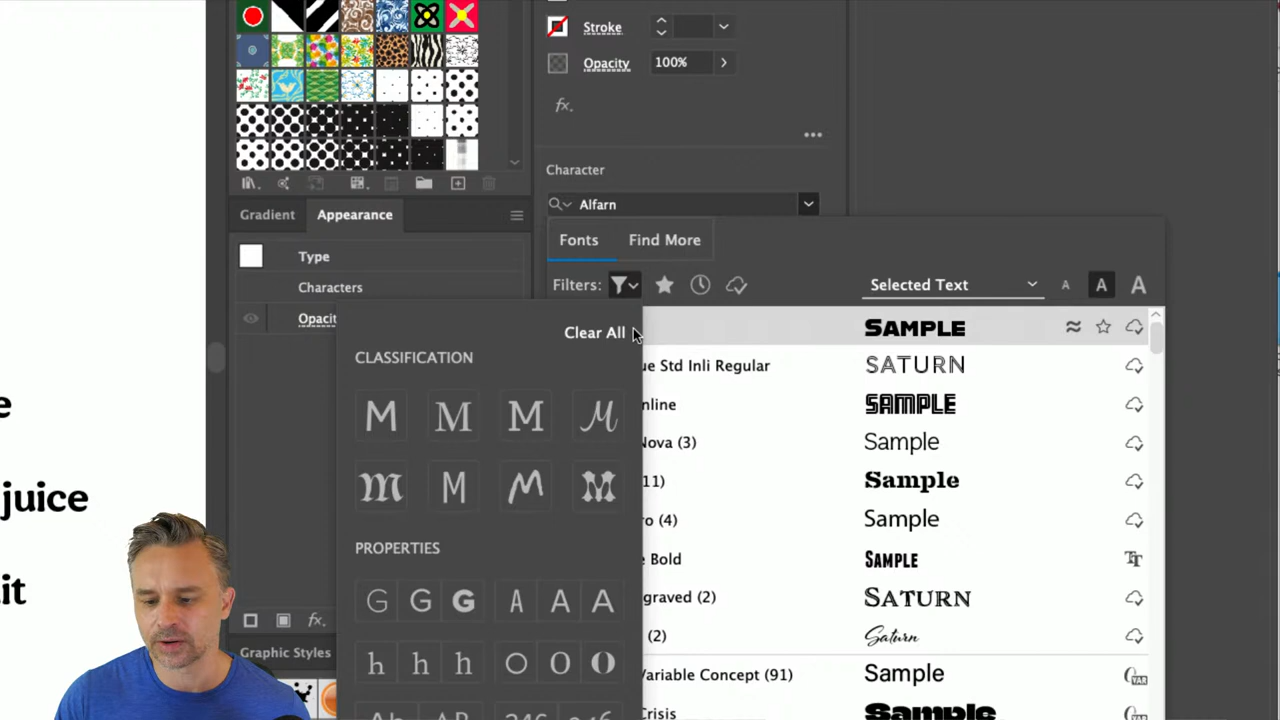 Stroke
Opacity
100%
fx.
Character
Alfarn
Gradient
Appearance
Fonts
Find More
Type
Filters:
Selected Text
A
A
A
Characters
Opacit
Clear All
SAMPLE
CLASSIFICATION
ue Std Inli Regular
SATURN
M
M
M
M
e
nline
SAMPLE
Nova (3)
Sample
M
M
M
M
11)
Sample
juice
ro (4)
Sample
PROPERTIES
e Bold
SAMPLE
it
G
G
G
A
A
A
graved (2)
SATURN
fx.
(2)
Saturn
Graphic Styles
h
h
h
O
O
O
Variable Concept (91)
Sample
Crisis
Sample